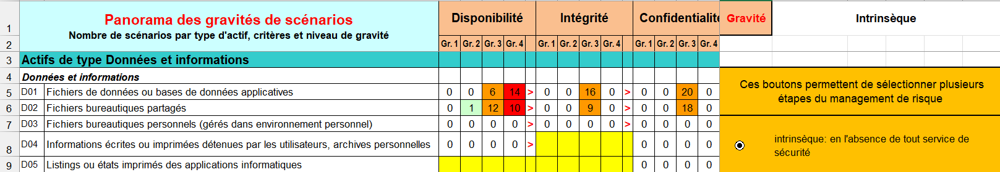 1 Panorama des gravités de scénarios Disponibilité Intégrité Confidentialité Gravité Intrinsèque
Nombre de scénarios par type d'actif, critères et niveau de gravité
2 Gr. 1 Gr. 2 Gr. 3 Gr. 4 Gr. 1 Gr. 2 Gr. 3 Gr. 4 Gr. 1 Gr. 2 Gr. 3 Gr. 4
3 Actifs de type Données et informations
4 Données et informations
Ces boutons permettent de sélectionner plusieurs
étapes du management de risque
5 D01 Fichiers de données ou bases de données applicatives 0 0 6 14 > 0 0 16 0 > 0 0 20 0
6 D02 Fichiers bureautiques partagés 0 1 12 10 > 0 0 9 0 > 0 0 18 0
7 D03 Fichiers bureautiques personnels (gérés dans environnement personnel) 0 0 0 0 > 0 0 0 0 > 0 0 0 0
8 D04 Informations écrites ou imprimées détenues par les utilisateurs, archives personnelles 0 0 0 0 > 0 0 0 0
intrinsèque: en l'absence de tout service de
sécurité
9 D05 Listings ou états imprimés des applications informatiques 0 0 0 0